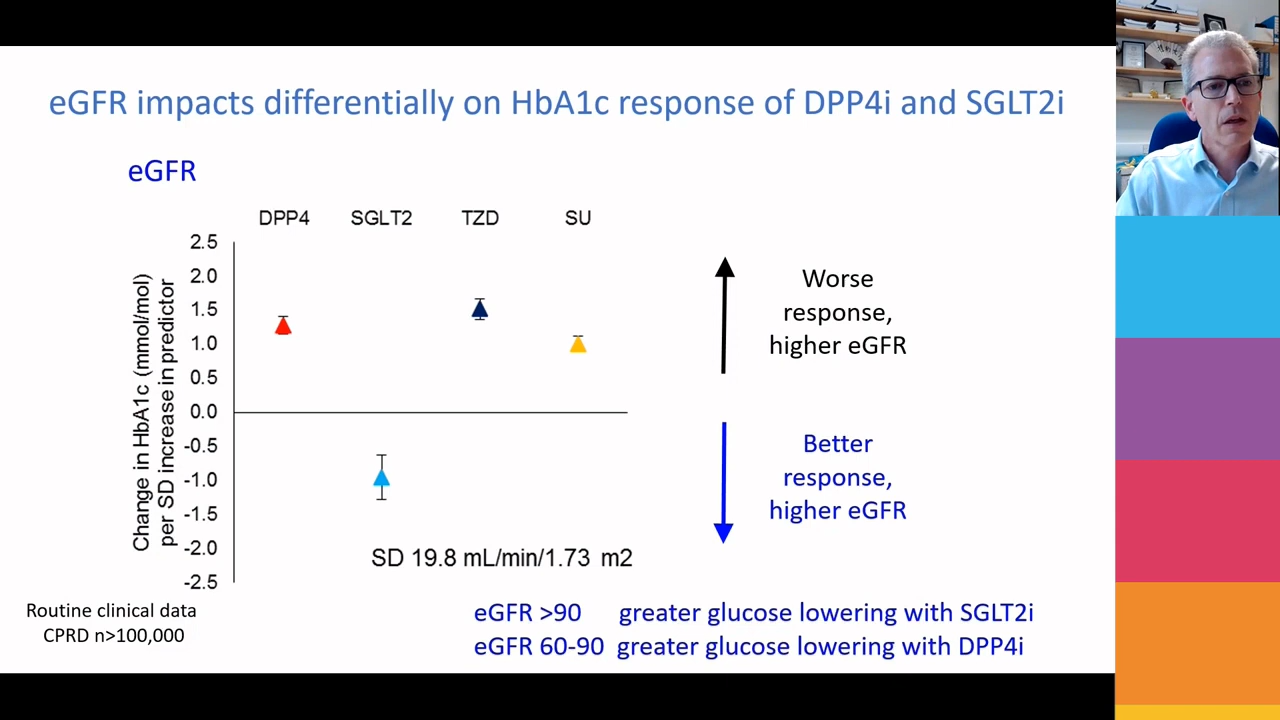 eGFR impacts differentially on HbA1c response of DPP4i and SGLT2i
eGFR
DPP4 SGLT2 TZD SU
2.5
2.0
1.5
1.0
0.5
0.0
-0.5
-1.0
-1.5
-2.0
-2.5
Change in HbA1c (mmol/mol)
per SD increase in predictor
SD 19.8 mL/min/1.73 m2
Worse
response,
higher eGFR
Better
response,
higher eGFR
Routine clinical data
CPRD n>100,000
eGFR >90 greater glucose lowering with SGLT2i
eGFR 60-90 greater glucose lowering with DPP4i